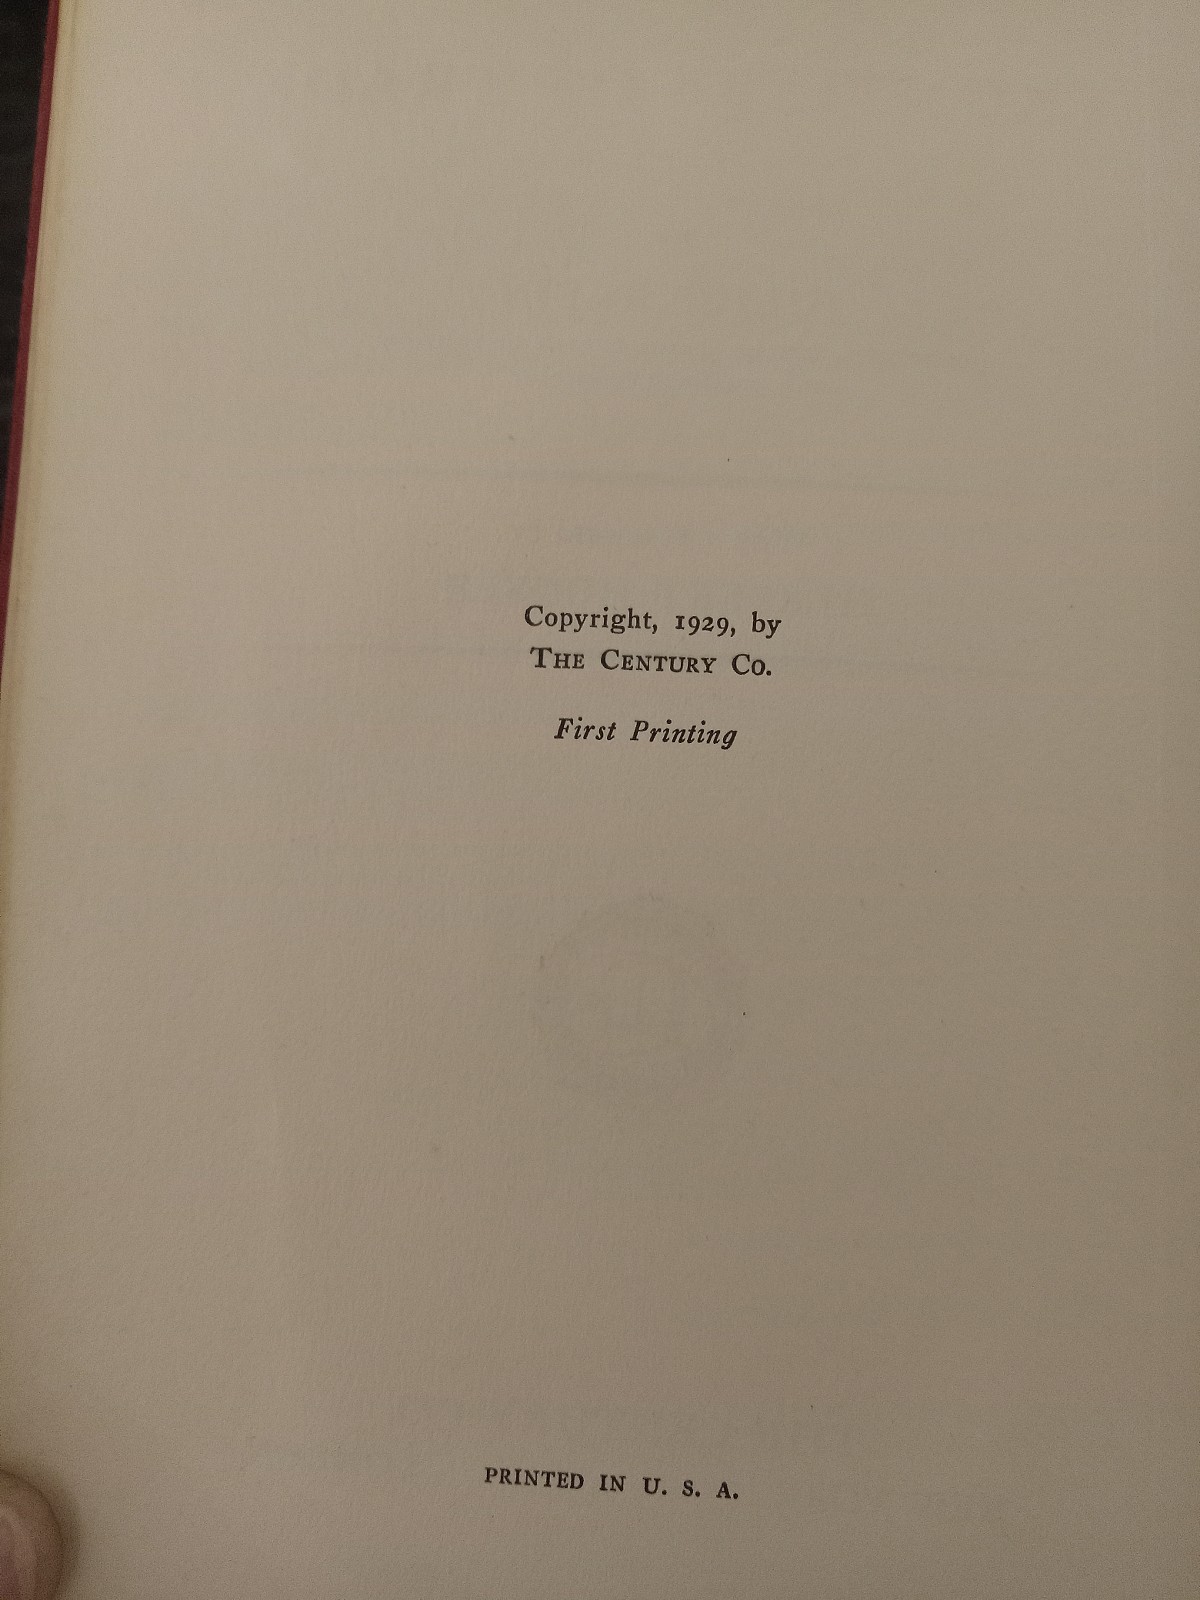 Copyright, 1929, by
THE CENTURY CO.
First Printing
PRINTED IN U. S. A.